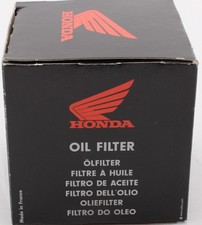 HONDA
OIL FILTER
ÖLFILTER
FILTRE A HUILE
FILTRO DE ACEITE
FILTRO DELL'OLIO
OLIEFILTER
FILTRO DO OLEO
Made in France